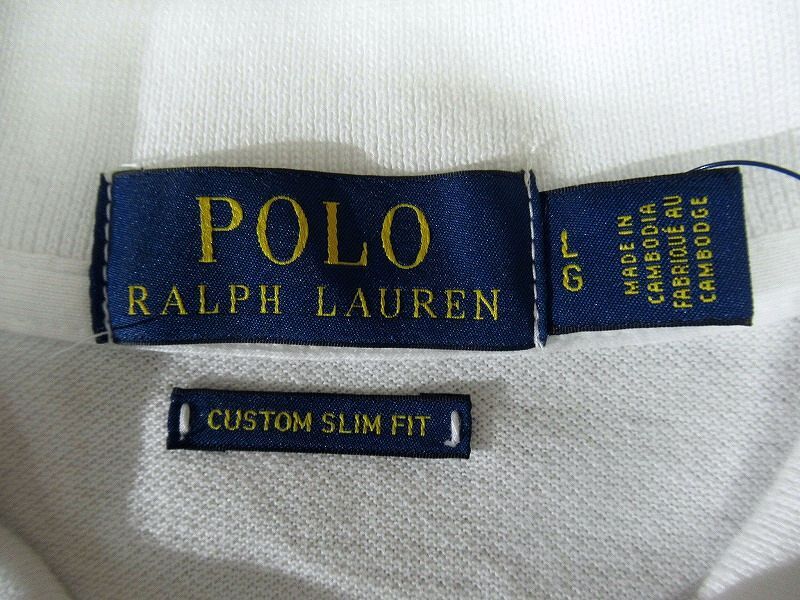 POLO
RALPH LAUREN
L
G
MADE IN
CAMBODIA
FABRIQUÉ AU
CAMBODGE
CUSTOM SLIM FIT